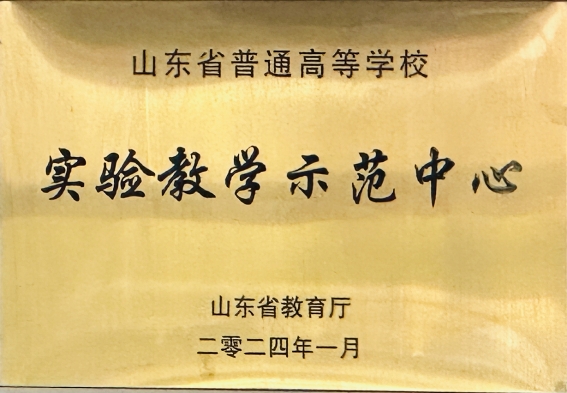 山东省普通高等学校
实验教学示范中心
山东省教育厅
二零二四年一月